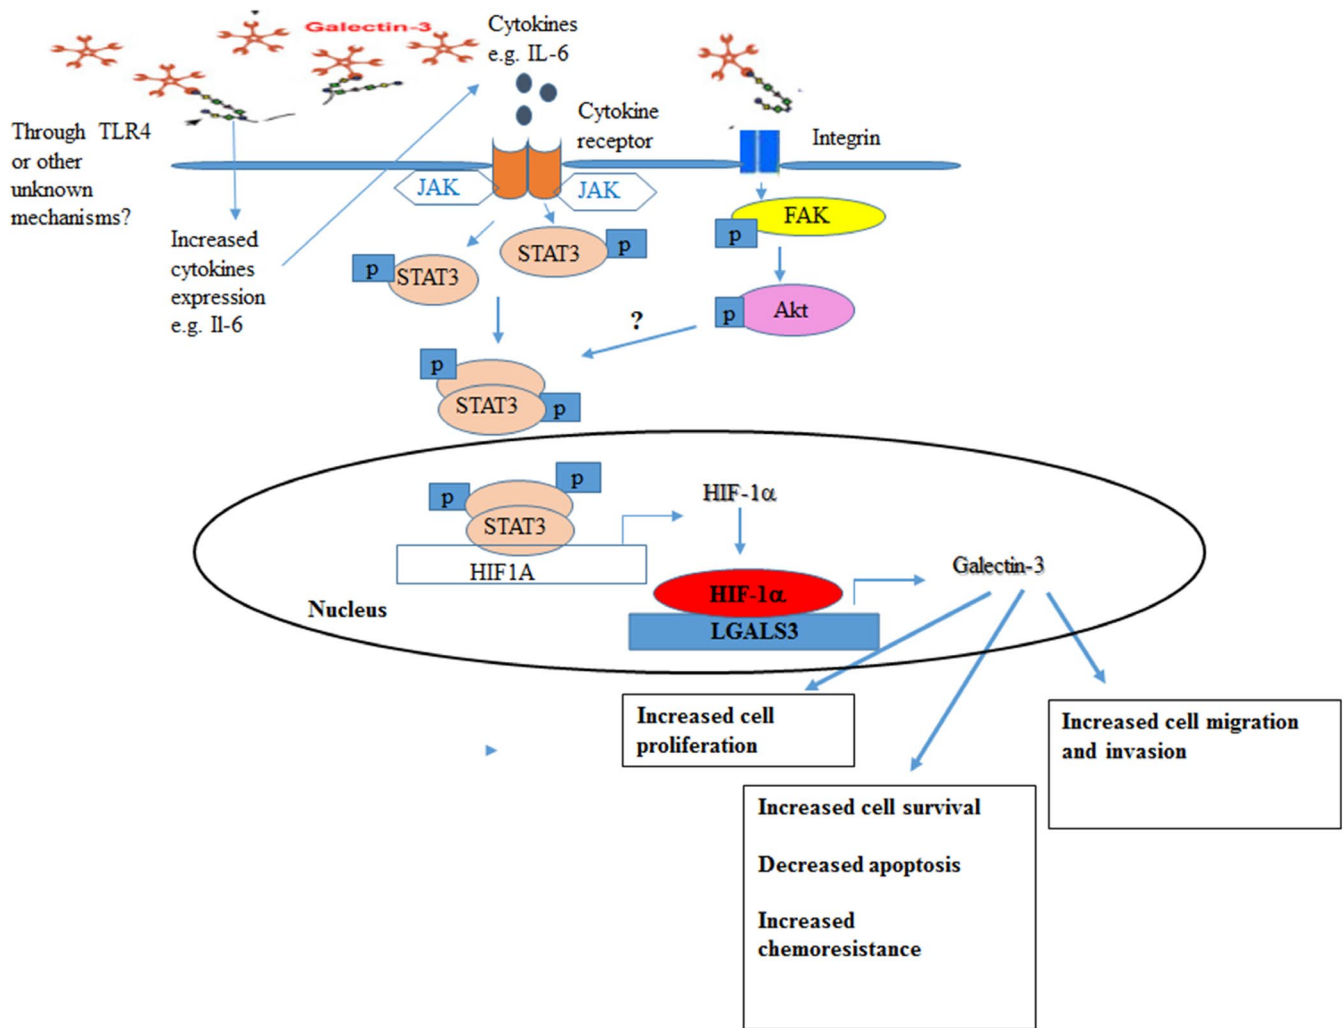 Galectin-3
Cytokines
e.g. IL-6
Through TLR4
or other
unknown
mechanisms?
Cytokine
receptor
Integrin
JAK
JAK
FAK
p
Increased
cytokines
expression
e.g. Il-6
p
STAT3
STAT3
p
p
Akt
?
p
STAT3
p
p
p
STAT3
HIF1A
HIF-1α
Nucleus
HIF-1α
LGALS3
Galectin-3
Increased cell
proliferation
Increased cell migration
and invasion
Increased cell survival
Decreased apoptosis
Increased
chemoresistance